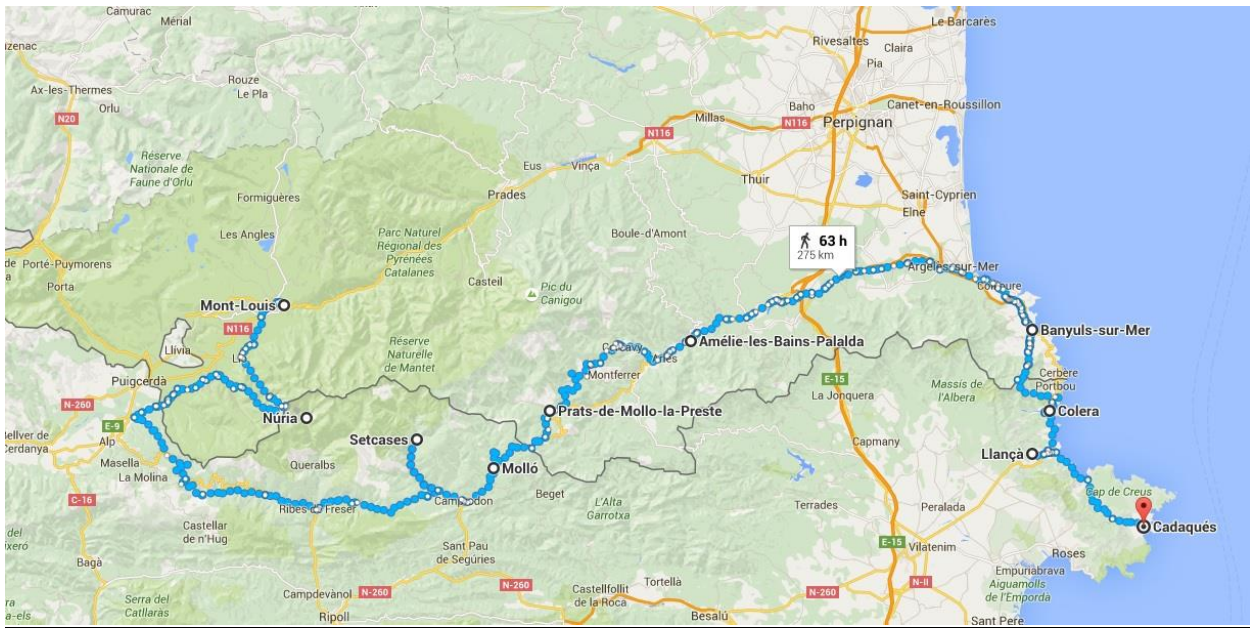 Camurac
Mérial
Le Barcarès
Rivesaltes
Claira
Pia
Rouze
Le Pla
Ax-les-Thermes
Orlu
N20
Baho
Canet-en-Roussillon
Millas
N116
Perpignan
N116
Réserve
Nationale de
Faune d'Orlu
Eus
Vinça
Thuir
Prades
Saint-Cyprien
Elne
Formiguères
Les Angles
Parc Naturel
Régional des
Pyrénées
Catalanes
Boule-d'Amont
63 h
275 km
Porté-Puymorens
Porta
Casteil
Pic du
Canigou
Argelès-sur-Mer
Mont-Louis
N116
Llivia
Réserve
Naturelle
de Mantet
Banyuls-sur-Mer
Amélie-les-Bains-Palalda
Arles
Montferrer
Puigcerdà
Cerbère
Portbou
E-15
La Jonquera
Massis de
l'Albera
N-260
E-9
Núria
Prats-de-Mollo-la-Preste
Colera
Bellver de
Cerdanya
Alp
Masella
La Molina
Setcases
Queralbs
Molló
Capmany
Llançà
C-16
Beget
Camprodon
L'Alta
Garrotxa
Terrades
Peralada
Cap de Creus
Ribes de Freser
Castellar
de n'Hug
Cadaqués
Sant Pau
de Segúries
E-15
Vilatenim
Roses
Bagà
Empuriabrava
Aiguamolls
de l'Emporda
Serra del
Catllaràs
Campdevànol
N-260
N-260
Castellfollit
de la Roca
Tortellà
N-II
Ripoll
Besalú
Sant Pere